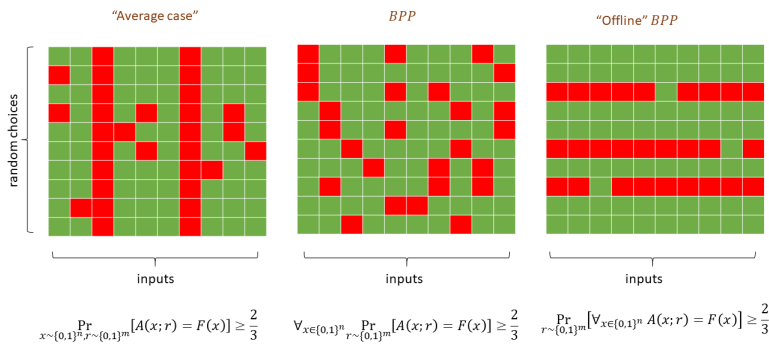 "Average case" BPP "Offline" BPP
random choices
inputs inputs inputs
Pr_{x∼{0,1}^n,r∼{0,1}^m}[A(x;r) = F(x)] ≥ 2/3 ∀_{x∈{0,1}^n} Pr_{r∼{0,1}^m}[A(x;r) = F(x)] ≥ 2/3 Pr_{r∼{0,1}^m}[∀_{x∈{0,1}^n} A(x;r) = F(x)] ≥ 2/3